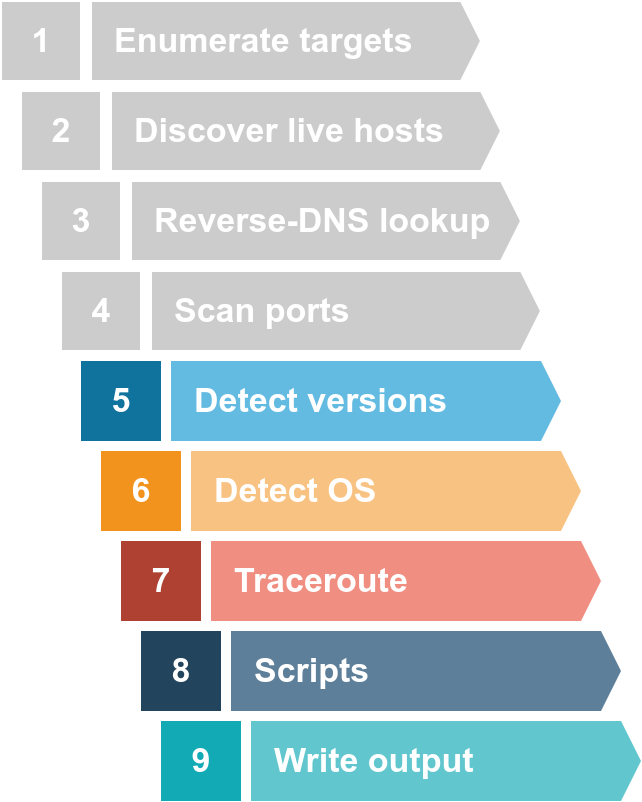 1 Enumerate targets
2 Discover live hosts
3 Reverse-DNS lookup
4 Scan ports
5 Detect versions
6 Detect OS
7 Traceroute
8 Scripts
9 Write output